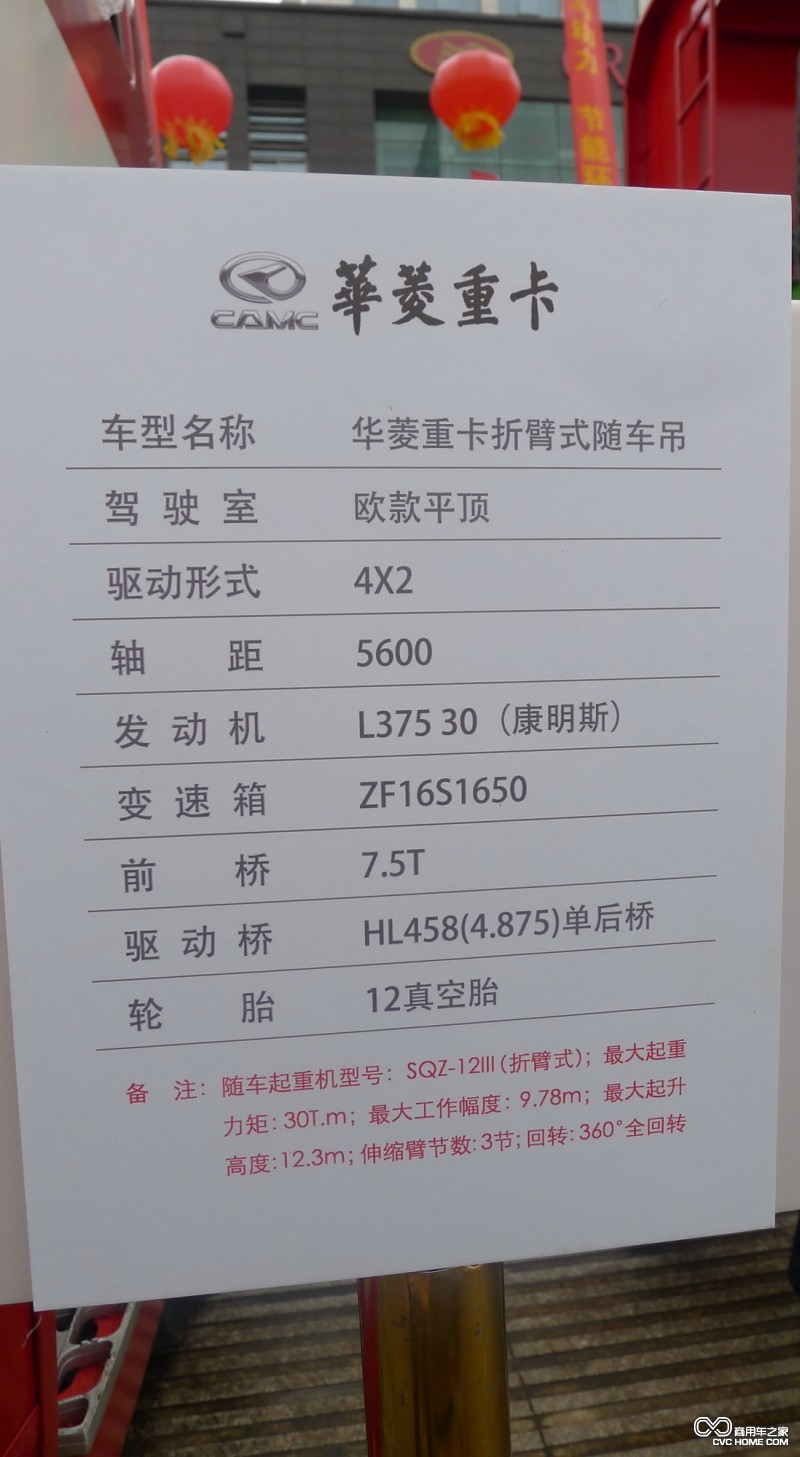 动力 节能环
R
CAMC 華菱重卡
车型名称 华菱重卡折臂式随车吊
驾驶室 欧款平顶
驱动形式 4X2
轴距 5600
发动机 L375 30（康明斯）
变速箱 ZF16S1650
前桥 7.5T
驱动桥 HL458(4.875)单后桥
轮胎 12真空胎
备注：随车起重机型号：SQZ-12III（折臂式）；最大起重
力矩：30T.m；最大工作幅度：9.78m；最大起升
高度：12.3m；伸缩臂节数：3节；回转：360°全回转
商用车之家
CVCHOME.COM